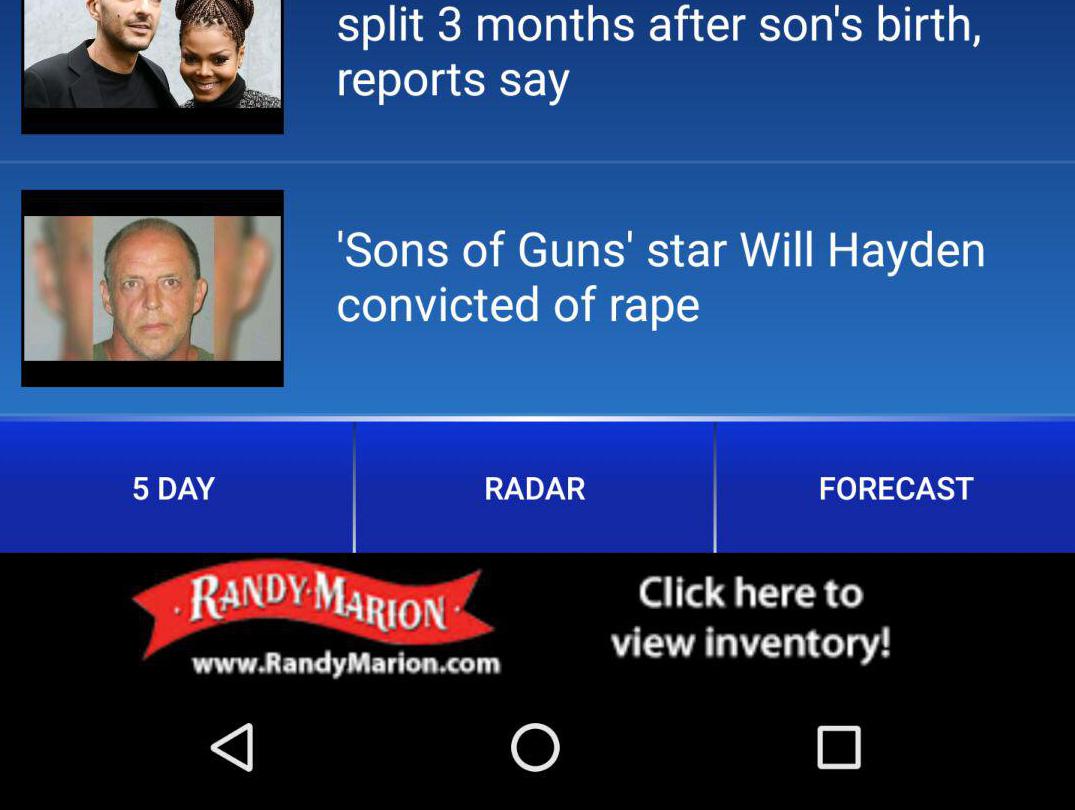 split 3 months after son's birth,
reports say
'Sons of Guns' star Will Hayden
convicted of rape
5 DAY
RADAR
FORECAST
RANDY·MARION
www.RandyMarion.com
Click here to
view inventory!